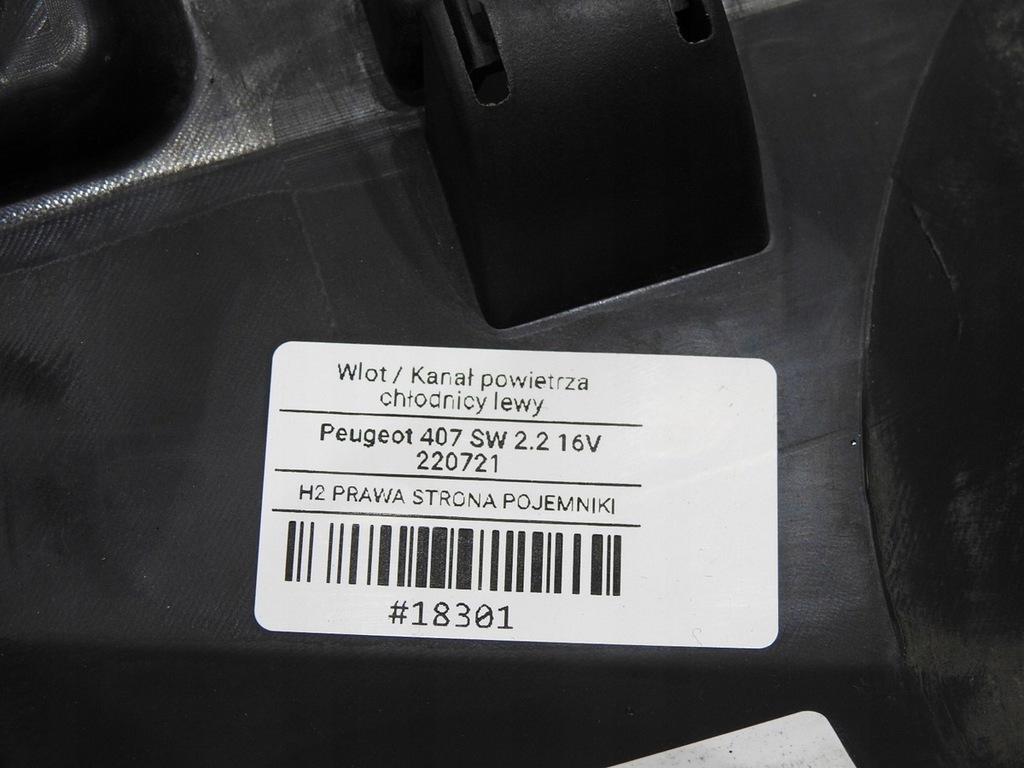 Wlot / Kanał powietrza
chłodnicy lewy
Peugeot 407 SW 2.2 16V
220721
H2 PRAWA STRONA POJEMNIKI
#18301